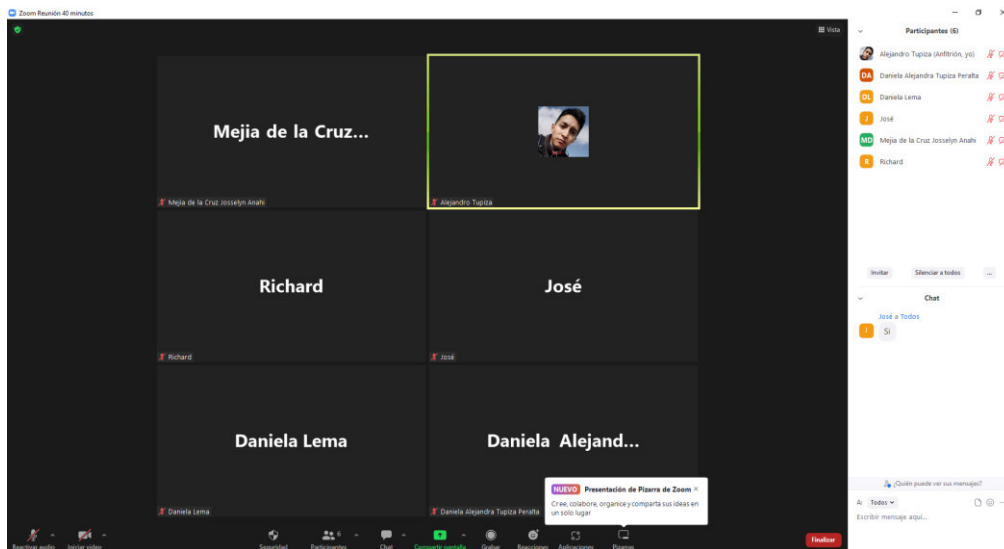 Zoom Reunión 40 minutos
Vista
Mejia de la Cruz...
Mejia de la Cruz Josselyn Anahi
Alejandro Tupiza
Richard
Richard
José
José
Daniela Lema
Daniela Lema
Daniela Alejand...
Daniela Alejandra Tupiza Peralta
NUEVO Presentación de Pizarra de Zoom
Cree, colabore, organice y comparta sus ideas en
un solo lugar
Reactivar audio
Iniciar video
Seguridad
6
Participantes
Chat
Compartir pantalla
Grabar
Reacciones
Aplicaciones
Pizarras
Finalizar
Participantes (6)
Alejandro Tupiza (Anfitrión, yo)
DA Daniela Alejandra Tupiza Peralta
DL Daniela Lema
J José
MD Mejia de la Cruz Josselyn Anahi
R Richard
Invitar
Silenciar a todos
...
Chat
José a Todos
J Si
¿Quién puede ver sus mensajes?
A: Todos
Escribir mensaje aquí...